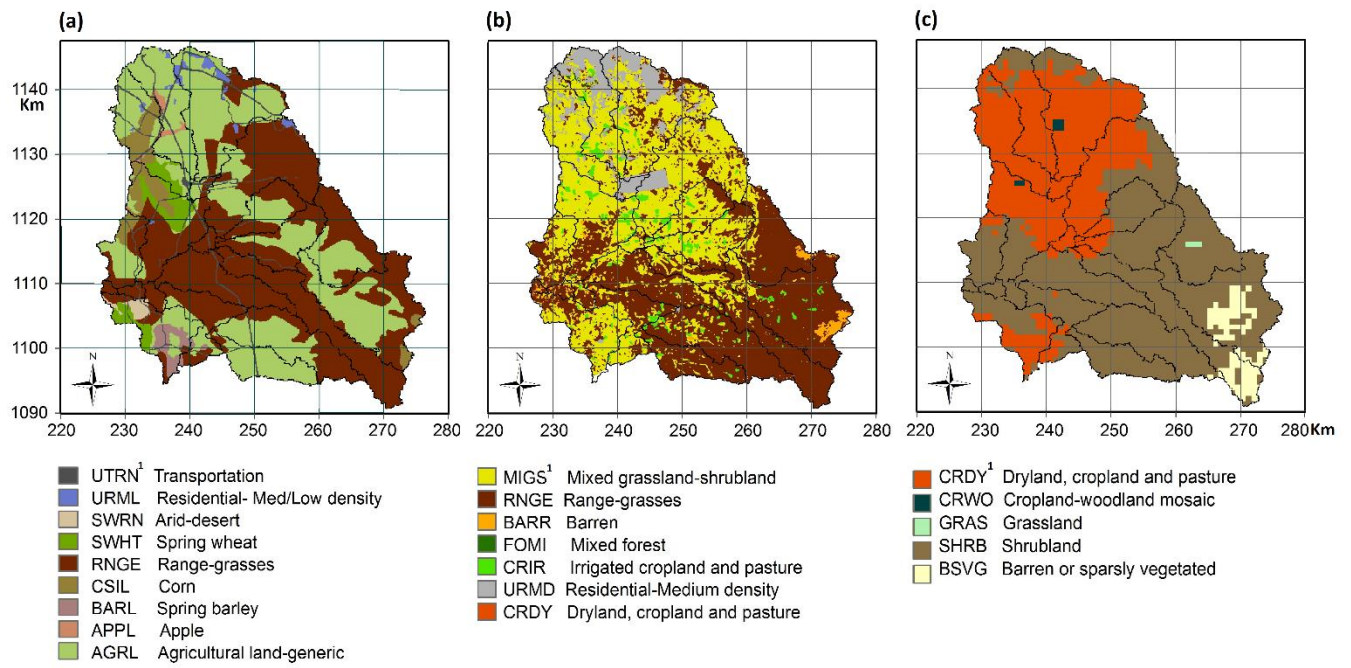 (a)
(b)
(c)
1140
Km
1130
1120
1110
1100
1090
N
N
N
220 230 240 250 260 270 280
220 230 240 250 260 270 280
220 230 240 250 260 270 280 Km
UTRN¹ Transportation
URML Residential- Med/Low density
SWRN Arid-desert
SWHT Spring wheat
RNGE Range-grasses
CSIL Corn
BARL Spring barley
APPL Apple
AGRL Agricultural land-generic
MIGS¹ Mixed grassland-shrubland
RNGE Range-grasses
BARR Barren
FOMI Mixed forest
CRIR Irrigated cropland and pasture
URMD Residential-Medium density
CRDY Dryland, cropland and pasture
CRDY¹ Dryland, cropland and pasture
CRWO Cropland-woodland mosaic
GRAS Grassland
SHRB Shrubland
BSVG Barren or sparsly vegetated